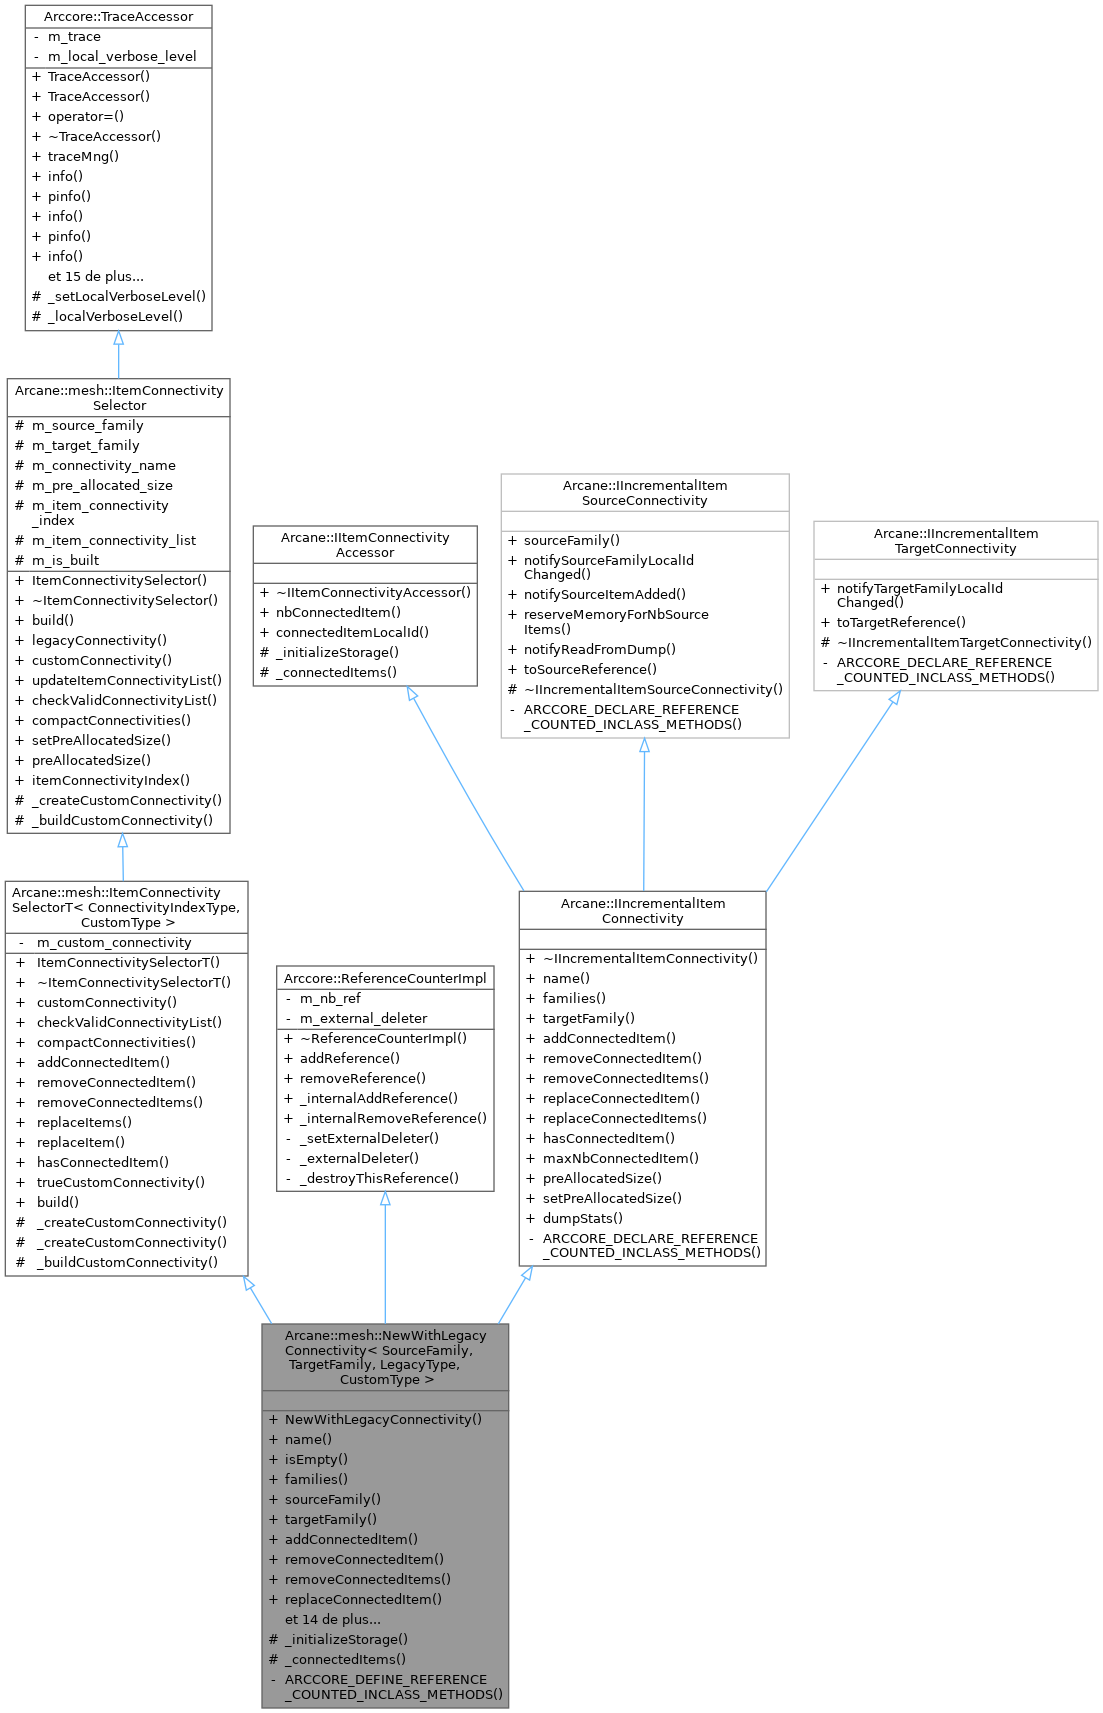 Arccore::TraceAccessor
- m_trace
- m_local_verbose_level
+ TraceAccessor()
+ TraceAccessor()
+ operator=()
+ ~TraceAccessor()
+ traceMng()
+ info()
+ pinfo()
+ info()
+ pinfo()
+ info()
et 15 de plus...
# _setLocalVerboseLevel()
# _localVerboseLevel()
Arcane::mesh::ItemConnectivity
Selector
# m_source_family
# m_target_family
# m_connectivity_name
# m_pre_allocated_size
# m_item_connectivity
_index
# m_item_connectivity_list
# m_is_built
+ ItemConnectivitySelector()
+ ~ItemConnectivitySelector()
+ build()
+ legacyConnectivity()
+ customConnectivity()
+ updateItemConnectivityList()
+ checkValidConnectivityList()
+ compactConnectivities()
+ setPreAllocatedSize()
+ preAllocatedSize()
+ itemConnectivityIndex()
# _createCustomConnectivity()
# _buildCustomConnectivity()
Arcane::IItemConnectivity
Accessor
+ ~IItemConnectivityAccessor()
+ nbConnectedItem()
+ connectedItemLocalId()
# _initializeStorage()
# _connectedItems()
Arcane::IIncrementalItem
SourceConnectivity
+ sourceFamily()
+ notifySourceFamilyLocalId
Changed()
+ notifySourceItemAdded()
+ reserveMemoryForNbSource
Items()
+ notifyReadFromDump()
+ toSourceReference()
# ~IIncrementalItemSourceConnectivity()
- ARCCORE_DECLARE_REFERENCE
_COUNTED_INCLASS_METHODS()
Arcane::IIncrementalItem
TargetConnectivity
+ notifyTargetFamilyLocalId
Changed()
+ toTargetReference()
# ~IIncrementalItemTargetConnectivity()
- ARCCORE_DECLARE_REFERENCE
_COUNTED_INCLASS_METHODS()
Arcane::mesh::ItemConnectivity
SelectorT< ConnectivityIndexType,
CustomType >
- m_custom_connectivity
+ ItemConnectivitySelectorT()
+ ~ItemConnectivitySelectorT()
+ customConnectivity()
+ checkValidConnectivityList()
+ compactConnectivities()
+ addConnectedItem()
+ removeConnectedItem()
+ removeConnectedItems()
+ replaceItems()
+ replaceItem()
+ hasConnectedItem()
+ trueCustomConnectivity()
+ build()
# _createCustomConnectivity()
# _createCustomConnectivity()
# _buildCustomConnectivity()
Arccore::ReferenceCounterImpl
- m_nb_ref
- m_external_deleter
+ ~ReferenceCounterImpl()
+ addReference()
+ removeReference()
+ _internalAddReference()
+ _internalRemoveReference()
- _setExternalDeleter()
- _externalDeleter()
- _destroyThisReference()
Arcane::IIncrementalItem
Connectivity
+ ~IIncrementalItemConnectivity()
+ name()
+ families()
+ targetFamily()
+ addConnectedItem()
+ removeConnectedItem()
+ removeConnectedItems()
+ replaceConnectedItem()
+ replaceConnectedItems()
+ hasConnectedItem()
+ maxNbConnectedItem()
+ preAllocatedSize()
+ setPreAllocatedSize()
+ dumpStats()
- ARCCORE_DECLARE_REFERENCE
_COUNTED_INCLASS_METHODS()
Arcane::mesh::NewWithLegacy
Connectivity< SourceFamily,
TargetFamily, LegacyType,
CustomType >
+ NewWithLegacyConnectivity()
+ name()
+ isEmpty()
+ families()
+ sourceFamily()
+ targetFamily()
+ addConnectedItem()
+ removeConnectedItem()
+ removeConnectedItems()
+ replaceConnectedItem()
et 14 de plus...
# _initializeStorage()
# _connectedItems()
- ARCCORE_DEFINE_REFERENCE
_COUNTED_INCLASS_METHODS()